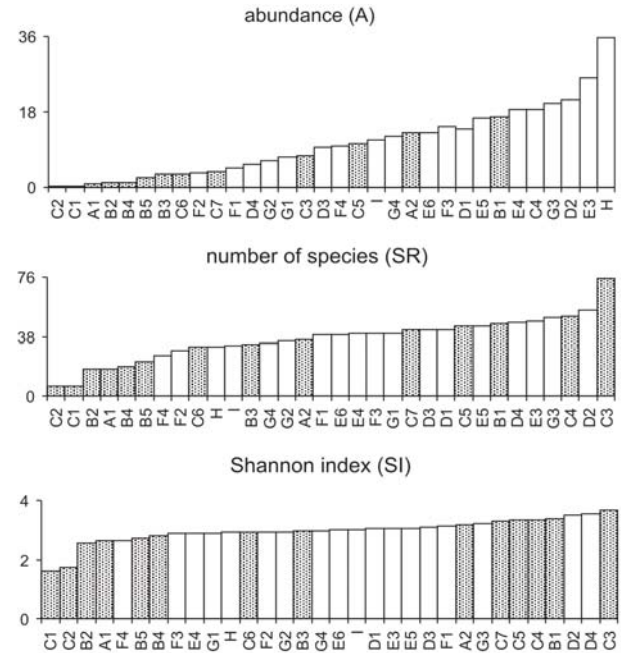 abundance (A)
36
18
0
C2 C1 A1 B2 B4 B5 B3 C6 F2 C7 F1 D4 G2 G1 C3 D3 F4 C5 I G4 A2 E6 F3 D1 E5 B1 E4 C4 G3 D2 E3 H
number of species (SR)
76
38
0
C2 C1 B2 A1 B4 B5 F4 F2 C6 H I B3 G4 G2 A2 F1 E6 E4 F3 G1 C7 D3 D1 C5 E5 B1 D4 E3 G3 C4 D2 C3
Shannon index (SI)
4
2
0
C1 C2 B2 A1 F4 B5 B4 F3 E4 G1 H C6 F2 G2 B3 G4 E6 I D1 E3 E5 D3 F1 A2 G3 C7 C5 C4 B1 D2 D4 C3